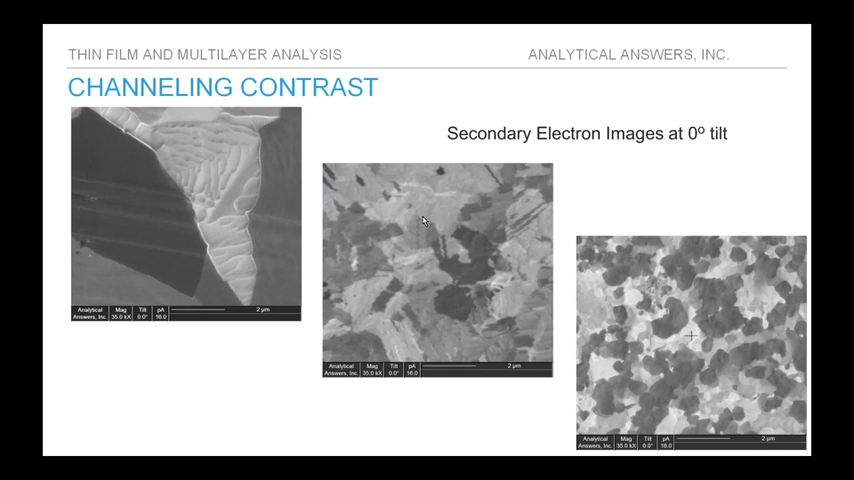 THIN FILM AND MULTILAYER ANALYSIS
ANALYTICAL ANSWERS, INC.
CHANNELING CONTRAST
Secondary Electron Images at 0º tilt
Analytical Mag Tilt pA 2 µm
Answers, Inc. 35.0 kX 0.0° 16.0
Analytical Mag Tilt pA 2 µm
Answers, Inc. 35.0 kX 0.0° 16.0
Analytical Mag Tilt pA 2 µm
Answers, Inc. 35.0 kX 0.0° 16.0